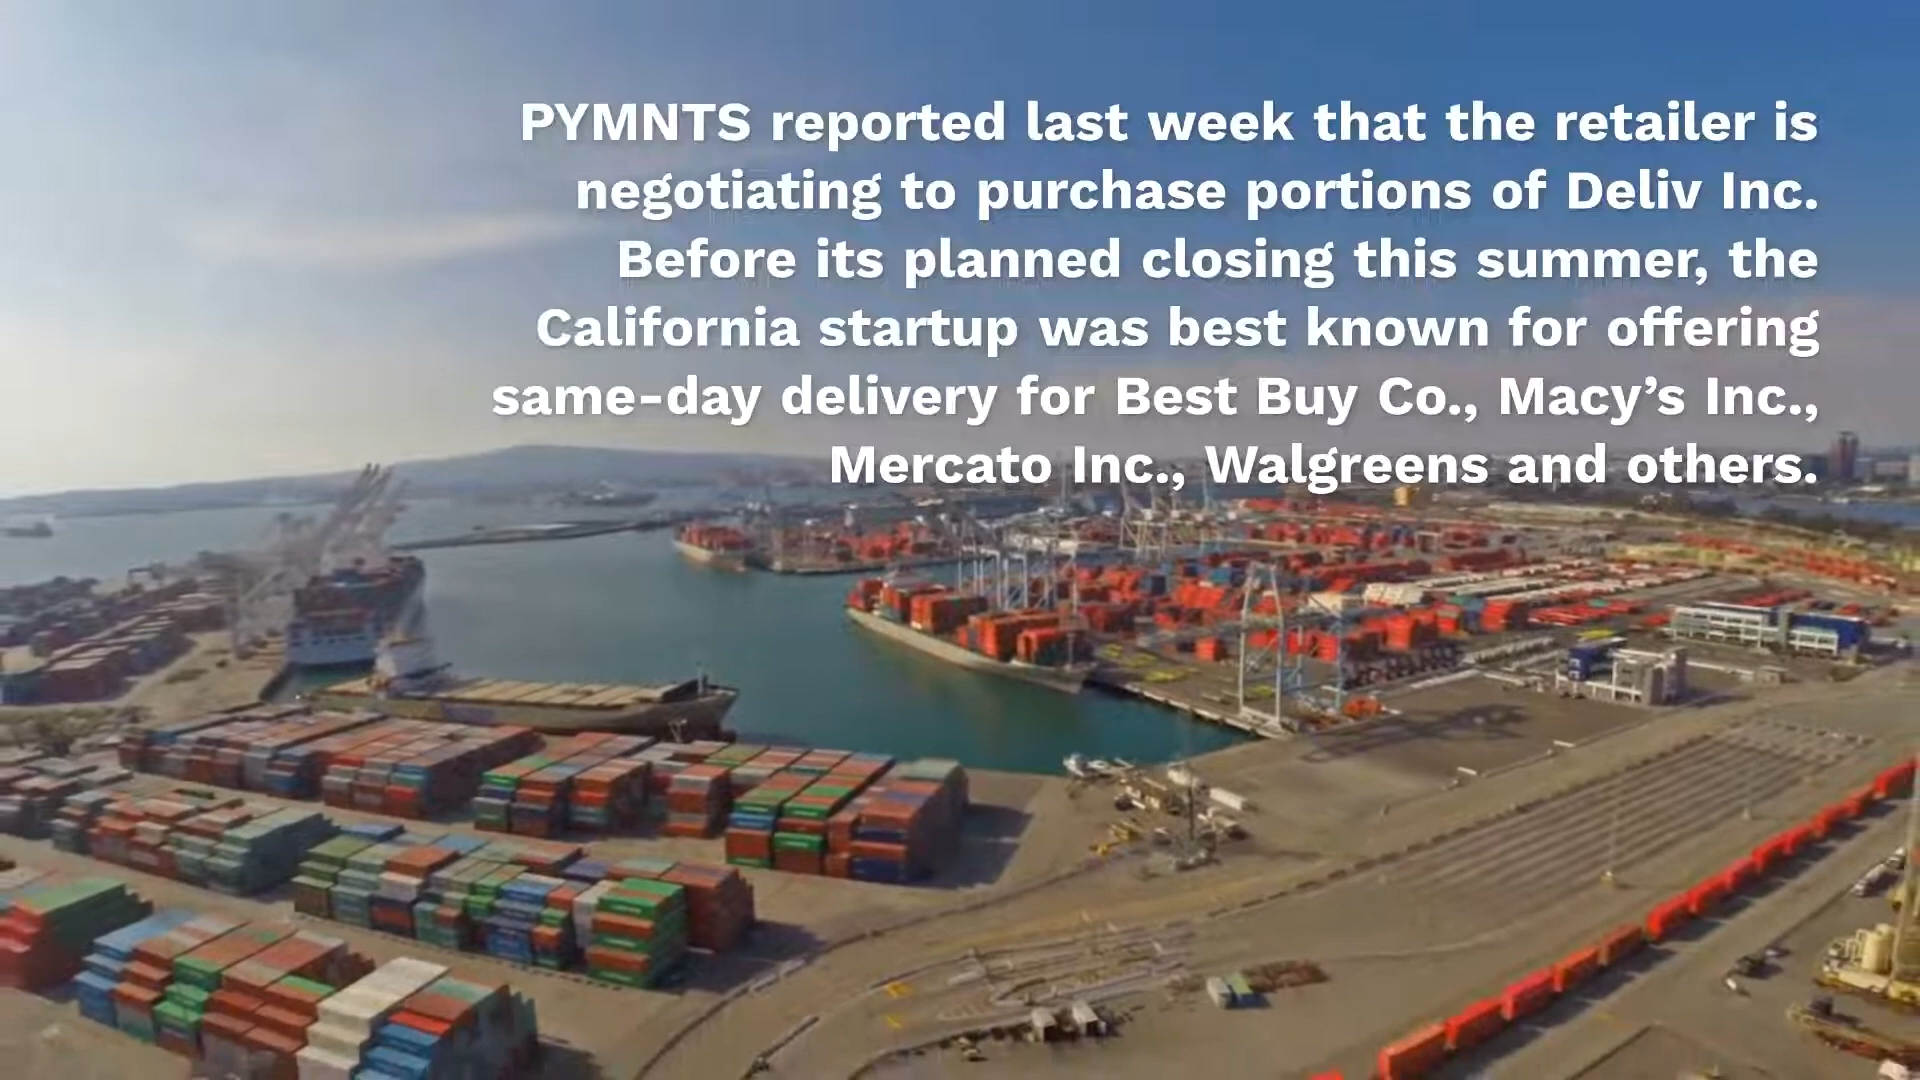 PYMNTS reported last week that the retailer is
negotiating to purchase portions of Deliv Inc.
Before its planned closing this summer, the
California startup was best known for offering
same-day delivery for Best Buy Co., Macy’s Inc.,
Mercato Inc., Walgreens and others.